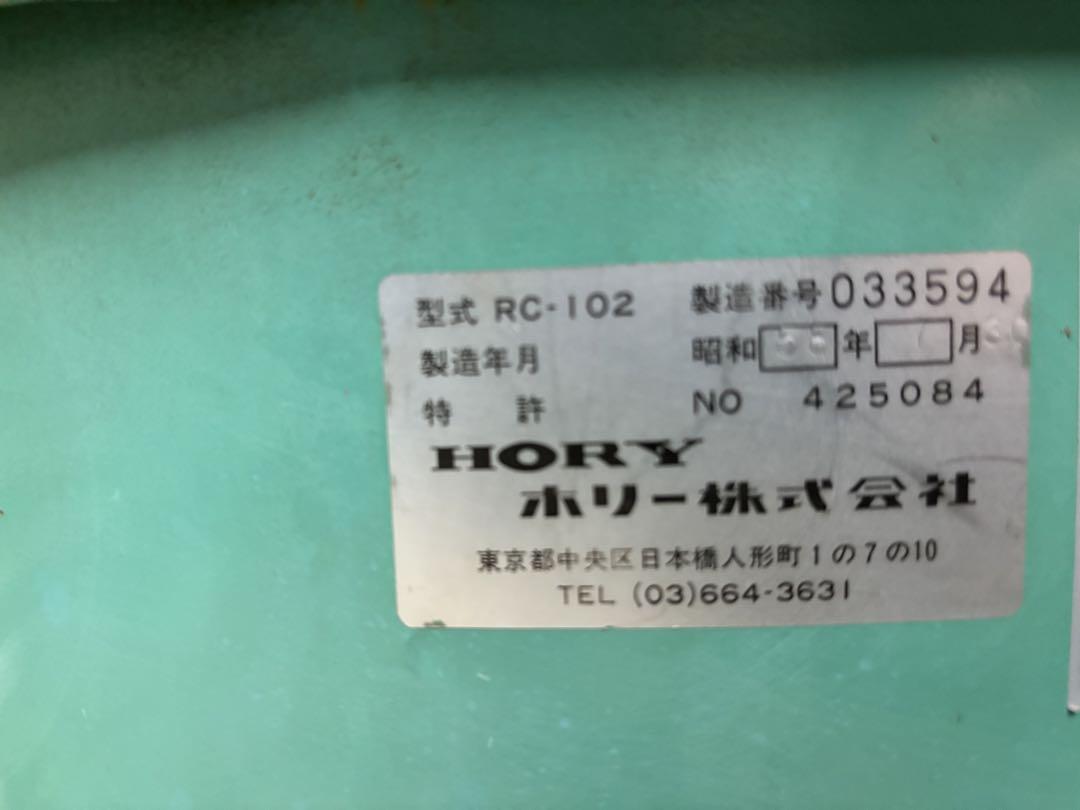 型式 RC-102 製造番号 033594
製造年月 昭和 年 月
特許 NO 425084
HORY
ホリー株式会社
東京都中央区日本橋人形町1の7の10
TEL (03)664-3631